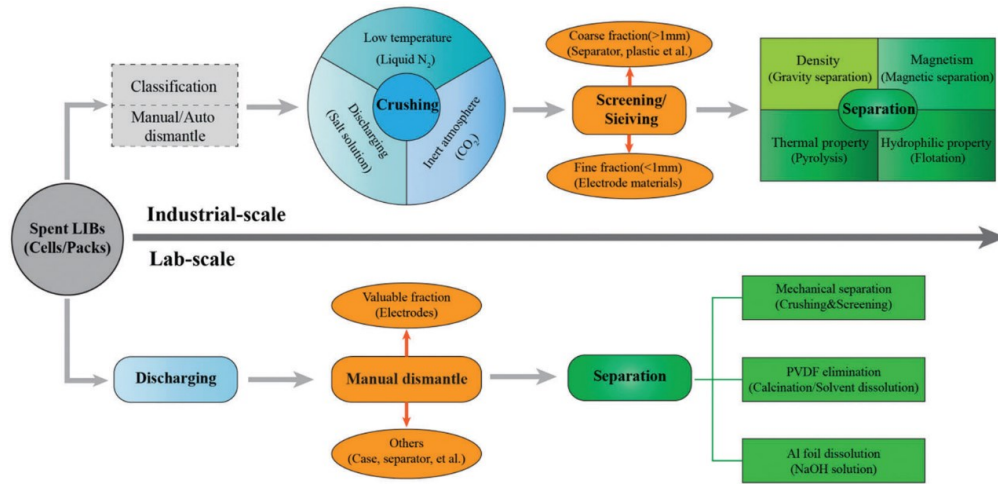 Classification
Manual/Auto
dismantle
Low temperature
(Liquid N₂)
Crushing
Discharging
(Salt solution)
Inert atmosphere
(CO₂)
Coarse fraction(>1mm)
(Separator, plastic et al.)
Screening/
Sieiving
Fine fraction(<1mm)
(Electrode materials)
Density
(Gravity separation)
Magnetism
(Magnetic separation)
Separation
Thermal property
(Pyrolysis)
Hydrophilic property
(Flotation)
Spent LIBs
(Cells/Packs)
Industrial-scale
Lab-scale
Discharging
Valuable fraction
(Electrodes)
Manual dismantle
Others
(Case, separator, et al.)
Separation
Mechanical separation
(Crushing&Screening)
PVDF elimination
(Calcination/Solvent dissolution)
Al foil dissolution
(NaOH solution)